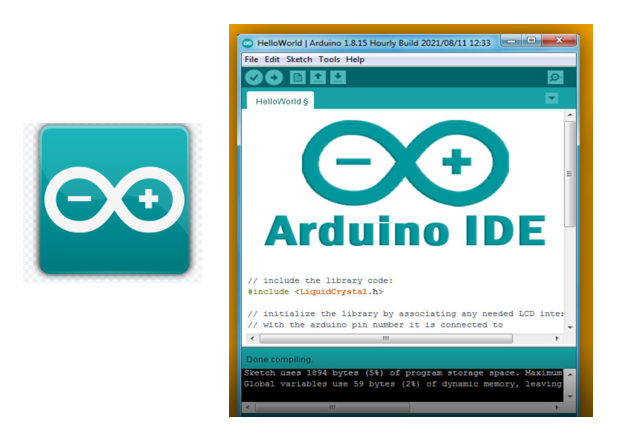 HelloWorld | Arduino 1.8.15 Hourly Build 2021/08/11 12:33
File Edit Sketch Tools Help
HelloWorld §
Arduino IDE
// include the library code:
#include <LiquidCrystal.h>
// initialize the library by associating any needed LCD inte
// with the arduino pin number it is connected to
Done compiling.
Sketch uses 1894 bytes (5%) of program storage space. Maximum
Global variables use 59 bytes (2%) of dynamic memory, leaving